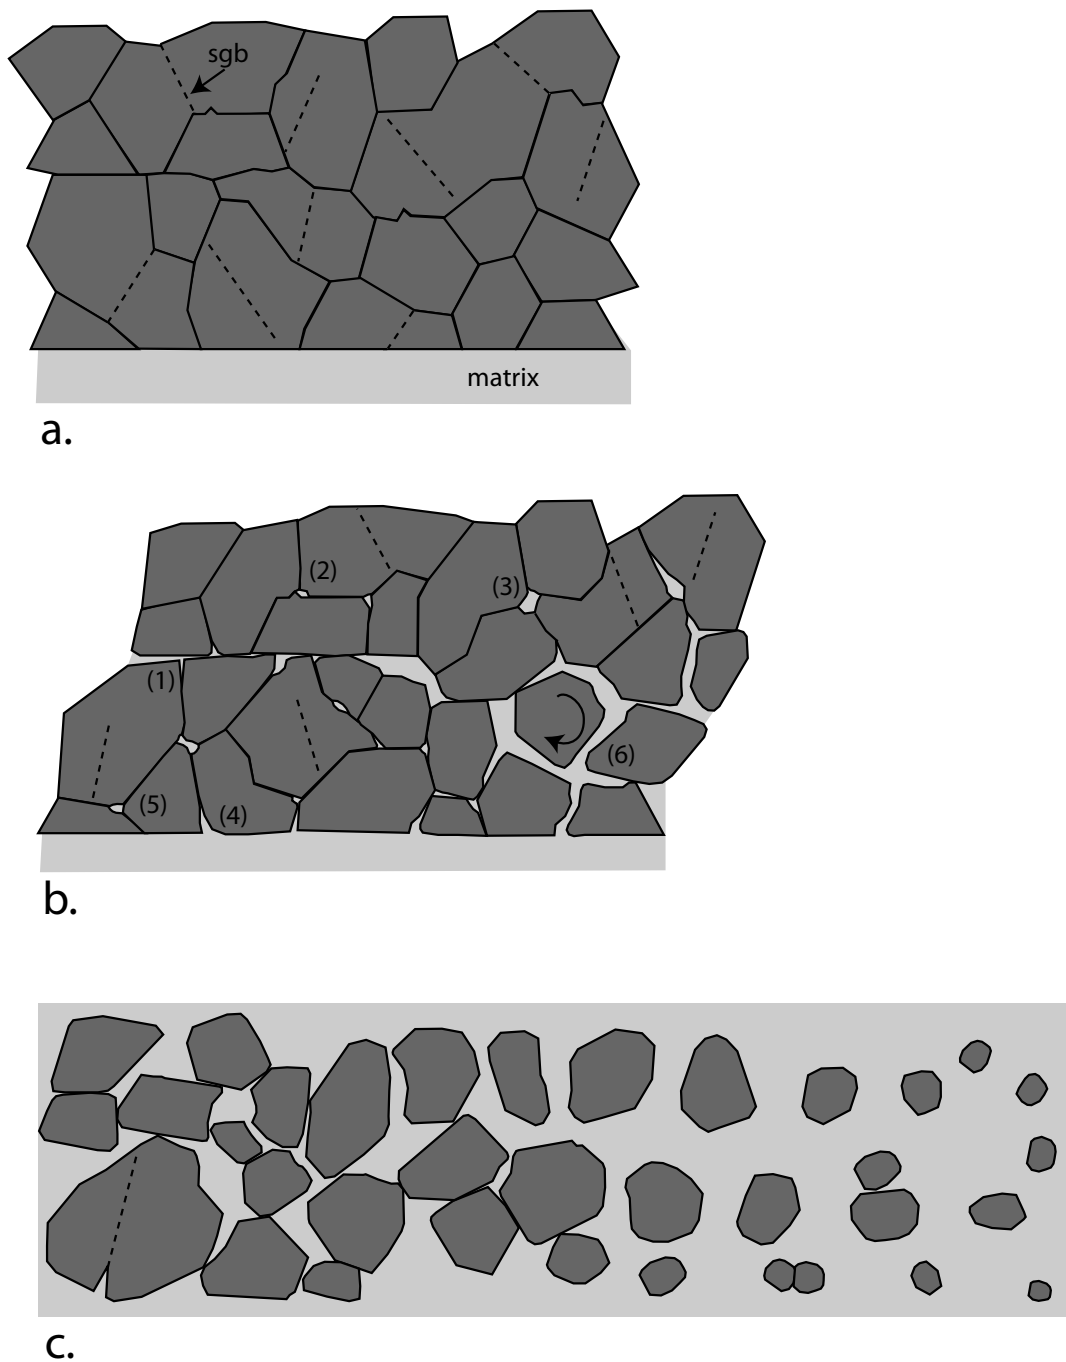 sgb
matrix
a.
(2)
(3)
(1)
(6)
(5)
(4)
b.
c.